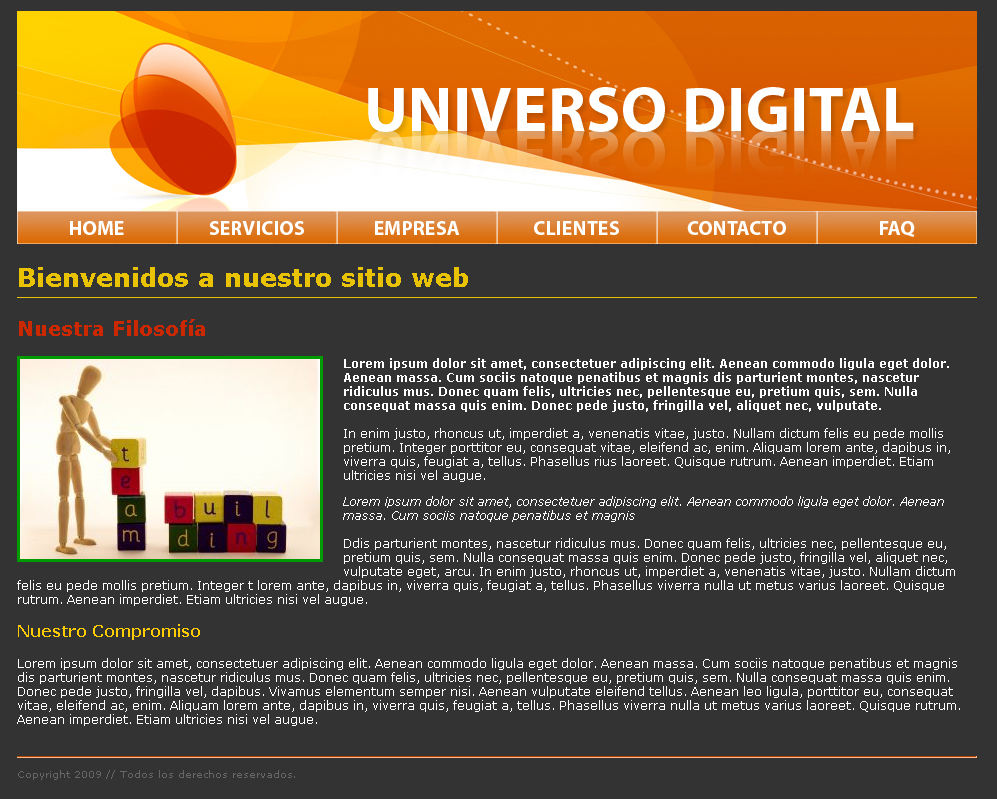 UNIVERSO DIGITAL
HOME SERVICIOS EMPRESA CLIENTES CONTACTO FAQ
Bienvenidos a nuestro sitio web
Nuestra Filosofía
t
e
a
m
buil
ding
Lorem ipsum dolor sit amet, consectetuer adipiscing elit. Aenean commodo ligula eget dolor.
Aenean massa. Cum sociis natoque penatibus et magnis dis parturient montes, nascetur
ridiculus mus. Donec quam felis, ultricies nec, pellentesque eu, pretium quis, sem. Nulla
consequat massa quis enim. Donec pede justo, fringilla vel, aliquet nec, vulputate.
In enim justo, rhoncus ut, imperdiet a, venenatis vitae, justo. Nullam dictum felis eu pede mollis
pretium. Integer porttitor eu, consequat vitae, eleifend ac, enim. Aliquam lorem ante, dapibus in,
viverra quis, feugiat a, tellus. Phasellus rius laoreet. Quisque rutrum. Aenean imperdiet. Etiam
ultricies nisi vel augue.
Lorem ipsum dolor sit amet, consectetuer adipiscing elit. Aenean commodo ligula eget dolor. Aenean
massa. Cum sociis natoque penatibus et magnis
Ddis parturient montes, nascetur ridiculus mus. Donec quam felis, ultricies nec, pellentesque eu,
pretium quis, sem. Nulla consequat massa quis enim. Donec pede justo, fringilla vel, aliquet nec,
vulputate eget, arcu. In enim justo, rhoncus ut, imperdiet a, venenatis vitae, justo. Nullam dictum
felis eu pede mollis pretium. Integer t lorem ante, dapibus in, viverra quis, feugiat a, tellus. Phasellus viverra nulla ut metus varius laoreet. Quisque
rutrum. Aenean imperdiet. Etiam ultricies nisi vel augue.
Nuestro Compromiso
Lorem ipsum dolor sit amet, consectetuer adipiscing elit. Aenean commodo ligula eget dolor. Aenean massa. Cum sociis natoque penatibus et magnis
dis parturient montes, nascetur ridiculus mus. Donec quam felis, ultricies nec, pellentesque eu, pretium quis, sem. Nulla consequat massa quis enim.
Donec pede justo, fringilla vel, dapibus. Vivamus elementum semper nisi. Aenean vulputate eleifend tellus. Aenean leo ligula, porttitor eu, consequat
vitae, eleifend ac, enim. Aliquam lorem ante, dapibus in, viverra quis, feugiat a, tellus. Phasellus viverra nulla ut metus varius laoreet. Quisque rutrum.
Aenean imperdiet. Etiam ultricies nisi vel augue.
Copyright 2009 // Todos los derechos reservados.